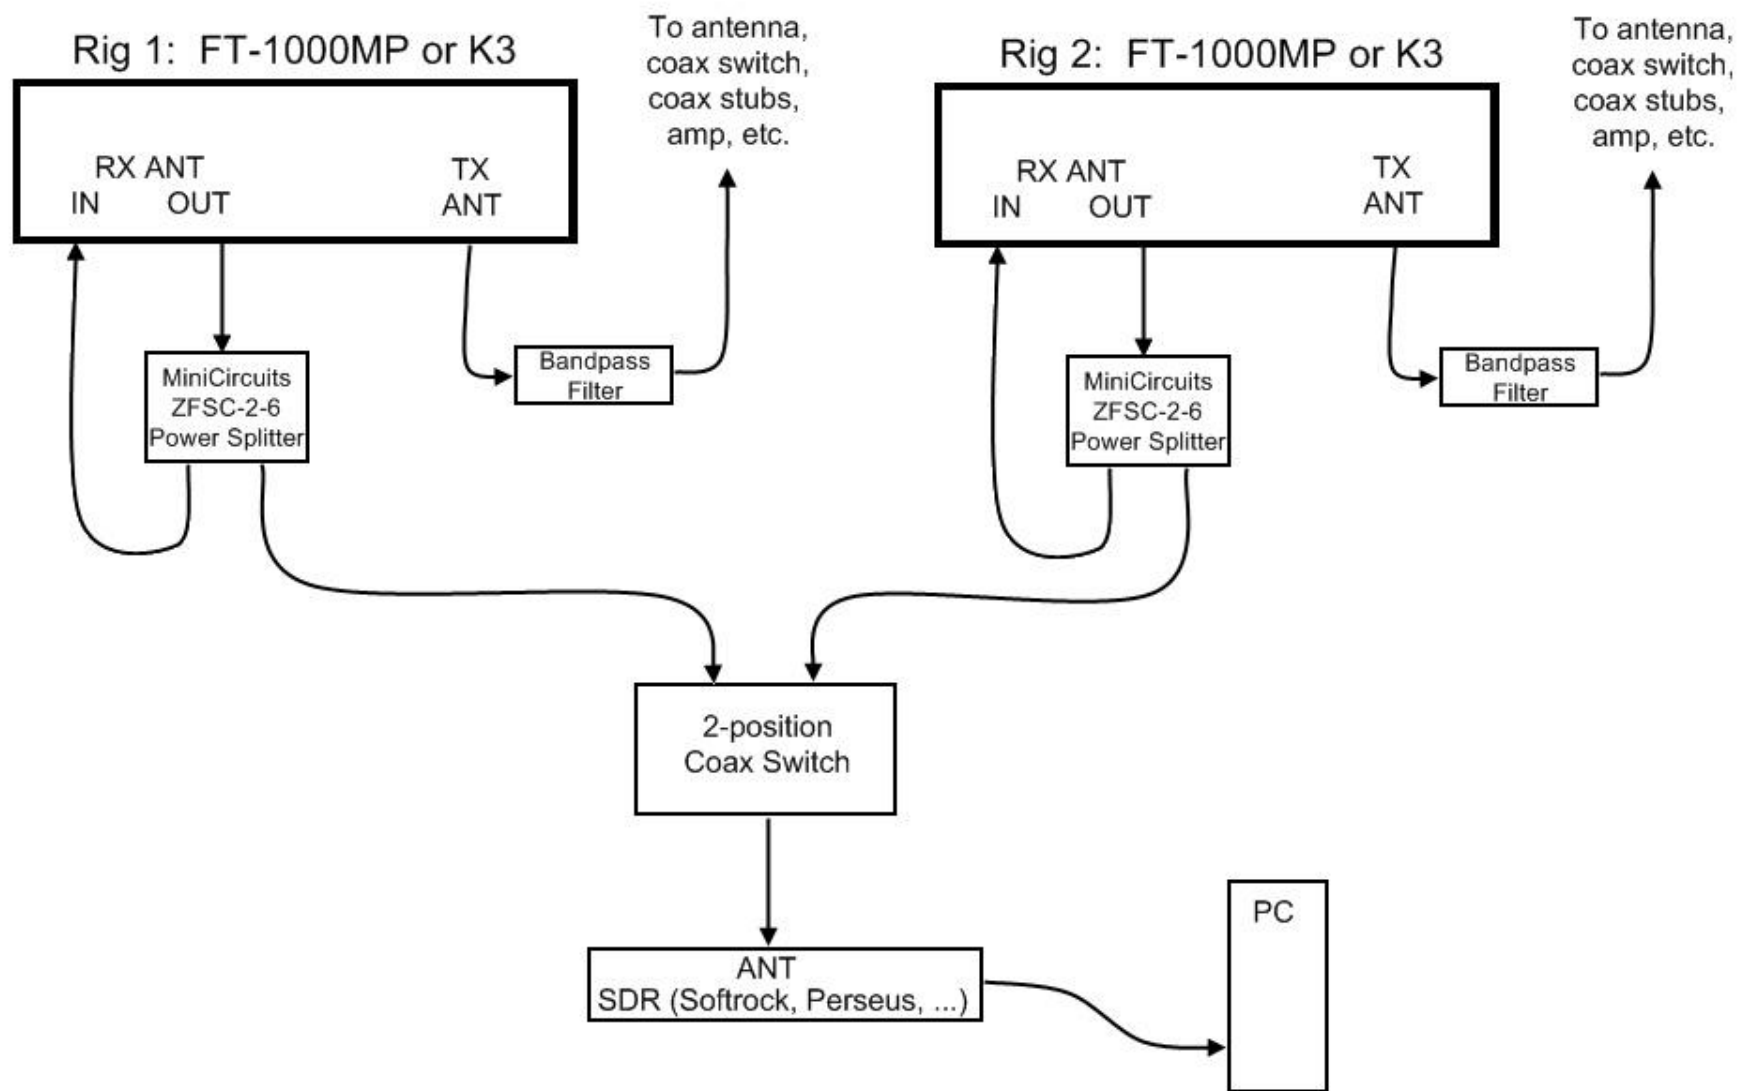 Rig 1: FT-1000MP or K3
To antenna,
coax switch,
coax stubs,
amp, etc.
RX ANT
IN OUT
TX
ANT
MiniCircuits
ZFSC-2-6
Power Splitter
Bandpass
Filter
Rig 2: FT-1000MP or K3
To antenna,
coax switch,
coax stubs,
amp, etc.
RX ANT
IN OUT
TX
ANT
MiniCircuits
ZFSC-2-6
Power Splitter
Bandpass
Filter
2-position
Coax Switch
ANT
SDR (Softrock, Perseus, ...)
PC